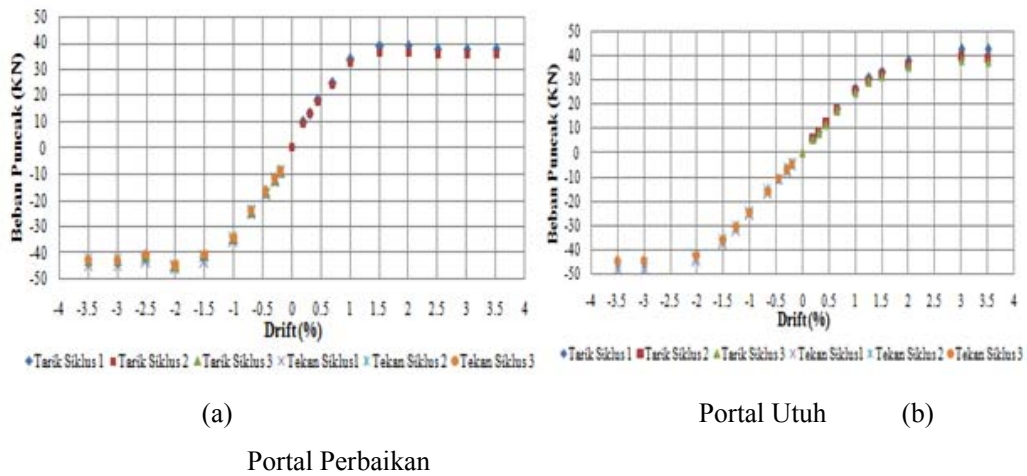 50
40
30
20
10
0
-10
-20
-30
-40
-50
Beban Puncak (KN)
-4 -3.5 -3 -2.5 -2 -1.5 -1 -0.5 0 0.5 1 1.5 2 2.5 3 3.5 4
Drift(%)
Tarik Siklus 1 Tarik Siklus 2 Tarik Siklus 3 Tekan Siklus1 Tekan Siklus 2 Tekan Siklus 3
50
40
30
20
10
0
-10
-20
-30
-40
-50
Beban Puncak (KN)
-4 -3.5 -3 -2.5 -2 -1.5 -1 -0.5 0 0.5 1 1.5 2 2.5 3 3.5 4
Drift(%)
Tarik Siklus 1 Tarik Siklus 2 Tarik Siklus 3 Tekan Siklus1 Tekan Siklus 2 Tekan Siklus 3
(a) Portal Utuh (b)
Portal Perbaikan